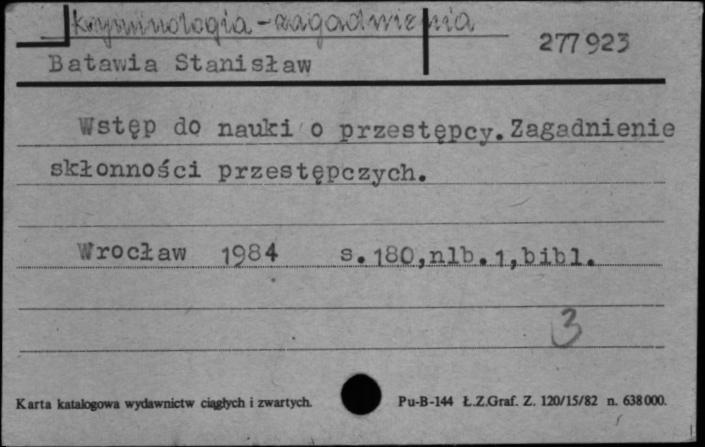 kryminologia - zagadnienia
277923
Batawia Stanisław
Wstęp do nauki o przestępcy. Zagadnienie
skłonności przestępczych.
Wrocław 1984 s. 180, nlb. 1, bibl.
3
Karta katalogowa wydawnictw ciągłych i zwartych.
Pu-B-144 Ł.Z.Graf. Z. 120/15/82 n. 638000.